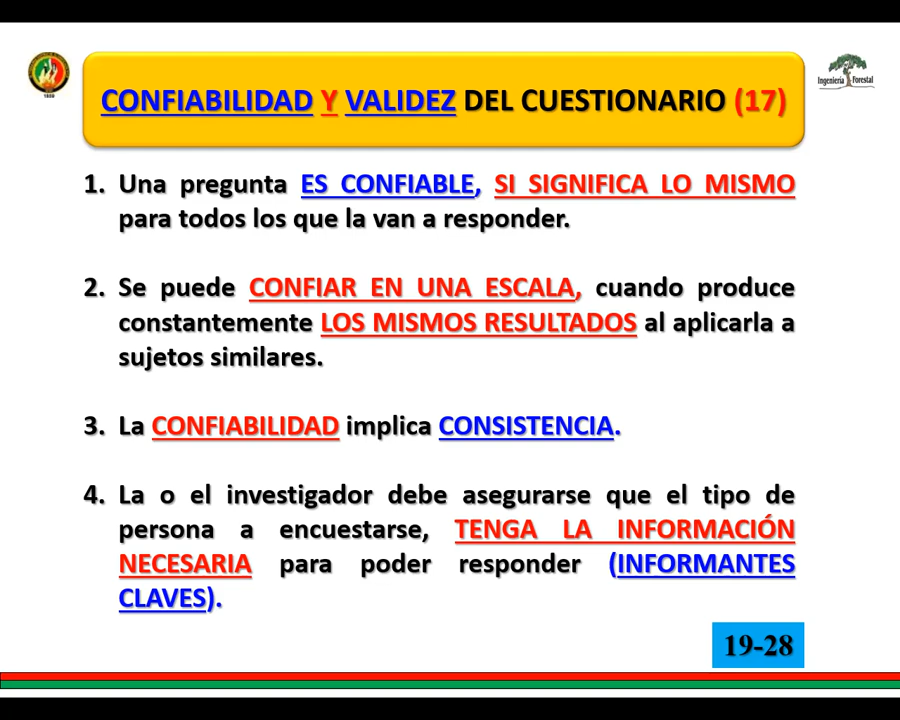 CONFIABILIDAD Y VALIDEZ DEL CUESTIONARIO (17)
1859
Ingeniería Forestal
1. Una pregunta ES CONFIABLE, SI SIGNIFICA LO MISMO
para todos los que la van a responder.
2. Se puede CONFIAR EN UNA ESCALA, cuando produce
constantemente LOS MISMOS RESULTADOS al aplicarla a
sujetos similares.
3. La CONFIABILIDAD implica CONSISTENCIA.
4. La o el investigador debe asegurarse que el tipo de
persona a encuestarse, TENGA LA INFORMACIÓN
NECESARIA para poder responder (INFORMANTES
CLAVES).
19-28